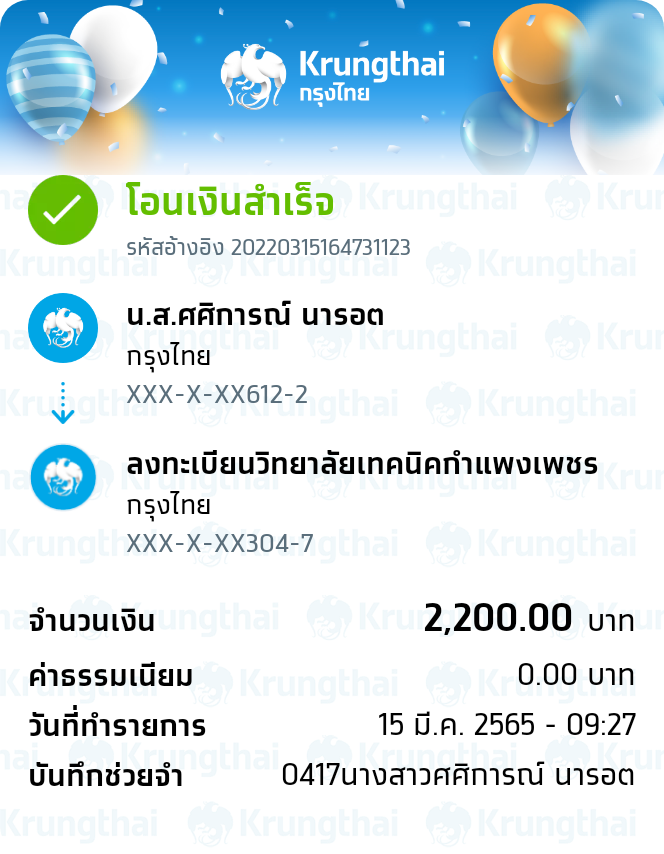 Krungthai
กรุงไทย
โอนเงินสำเร็จ
รหัสอ้างอิง 20220315164731123
น.ส.ศศิการณ์ นารอต
กรุงไทย
XXX-X-XX612-2
ลงทะเบียนวิทยาลัยเทคนิคกำแพงเพชร
กรุงไทย
XXX-X-XX304-7
จำนวนเงิน 2,200.00 บาท
ค่าธรรมเนียม 0.00 บาท
วันที่ทำรายการ 15 มี.ค. 2565 - 09:27
บันทึกช่วยจำ 0417นางสาวศศิการณ์ นารอต